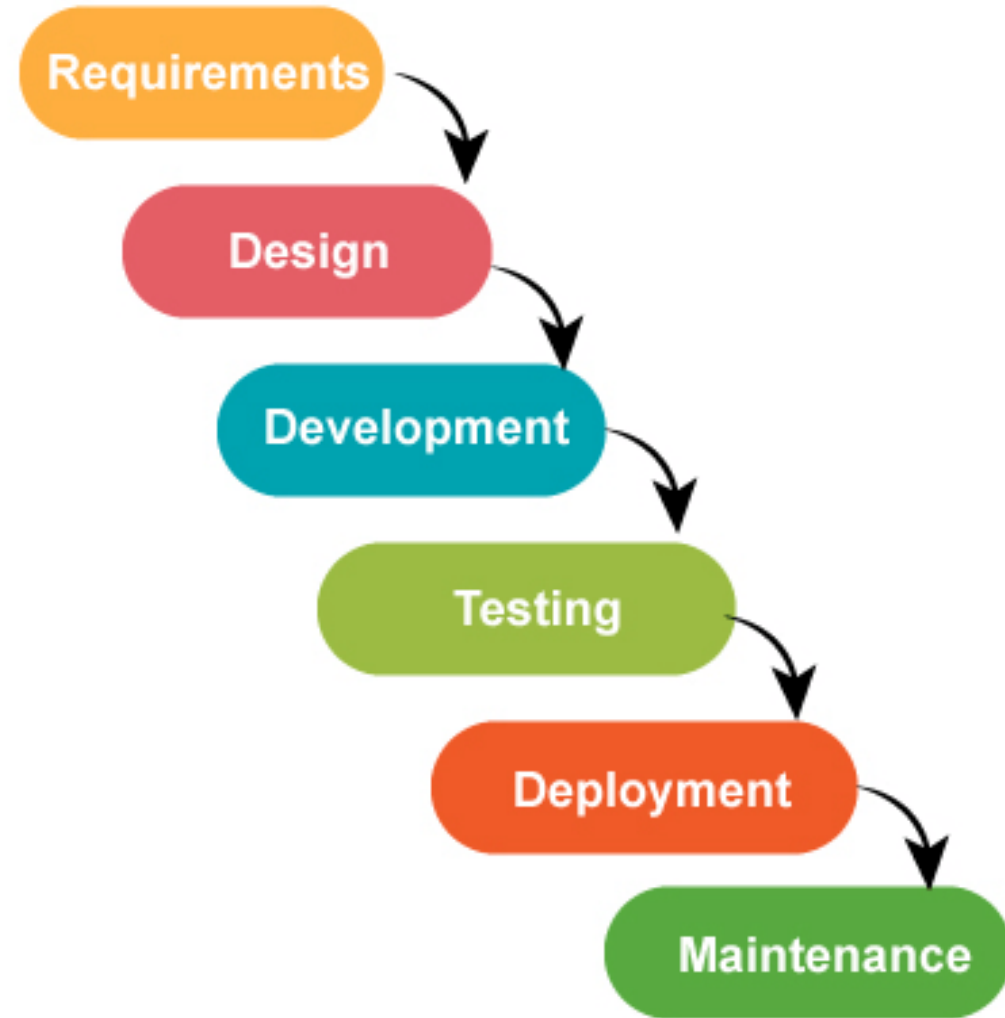 Requirements
Design
Development
Testing
Deployment
Maintenance